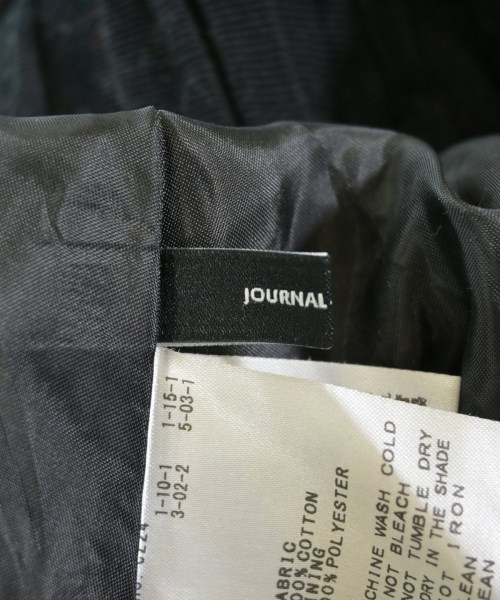 JOURNAL
1-15-1
5-03-1
1-10-1
3-02-2
FABRIC
100% COTTON
LINING
100% POLYESTER
MACHINE WASH COLD
NOT BLEACH
NOT TUMBLE DRY
DRY IN THE SHADE
IRON